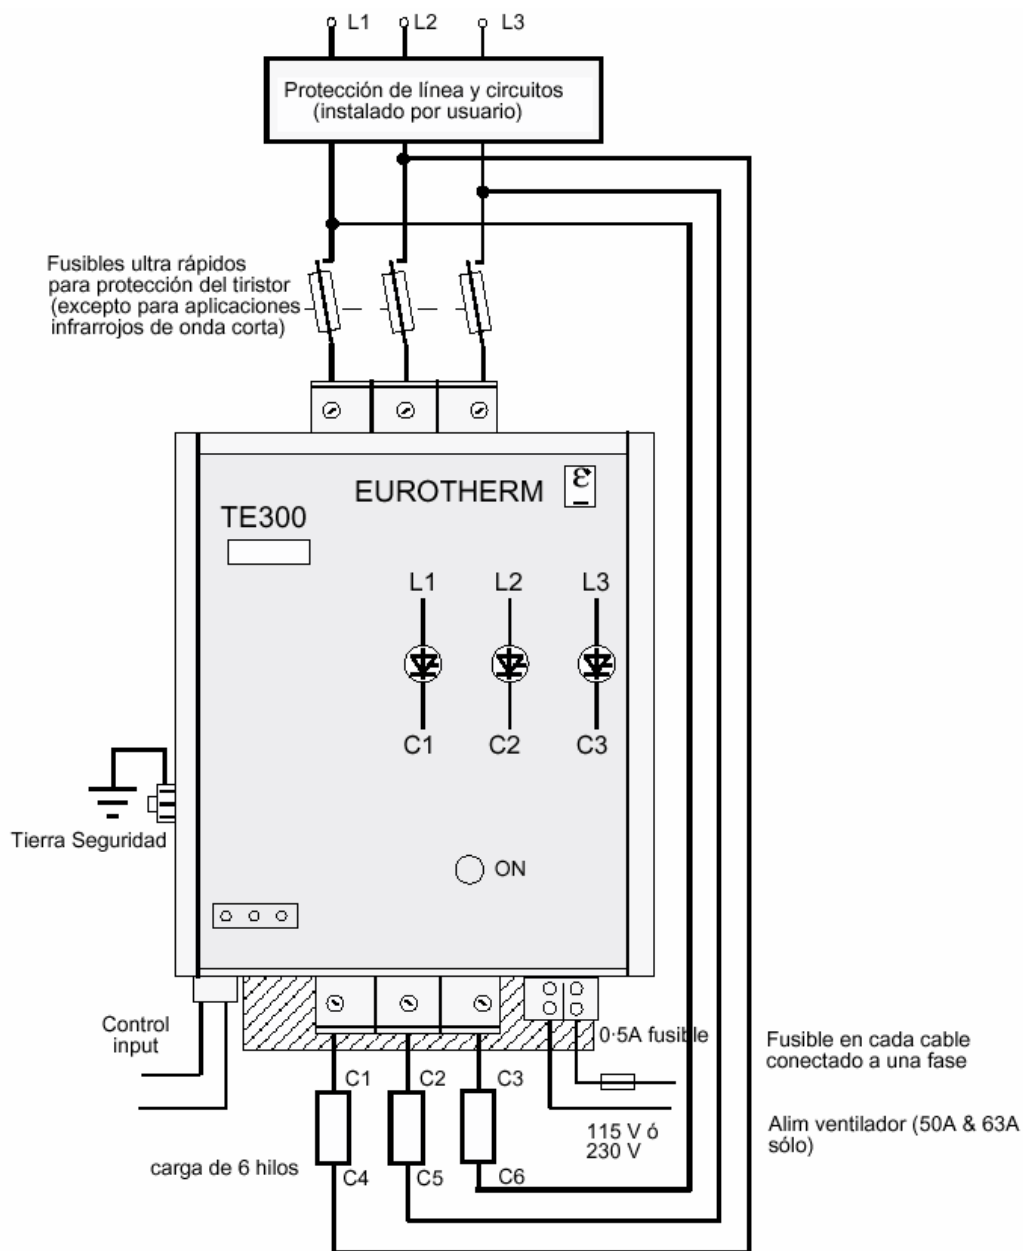 L1 L2 L3
Protección de línea y circuitos
(instalado por usuario)
Fusibles ultra rápidos
para protección del tiristor
(excepto para aplicaciones
infrarrojos de onda corta)
EUROTHERM ε
TE300
L1 L2 L3
C1 C2 C3
Tierra Seguridad
ON
Control
input
0·5A fusible
Fusible en cada cable
conectado a una fase
C1 C2 C3
115 V ó
230 V
Alim ventilador (50A & 63A
sólo)
carga de 6 hilos
C4 C5 C6